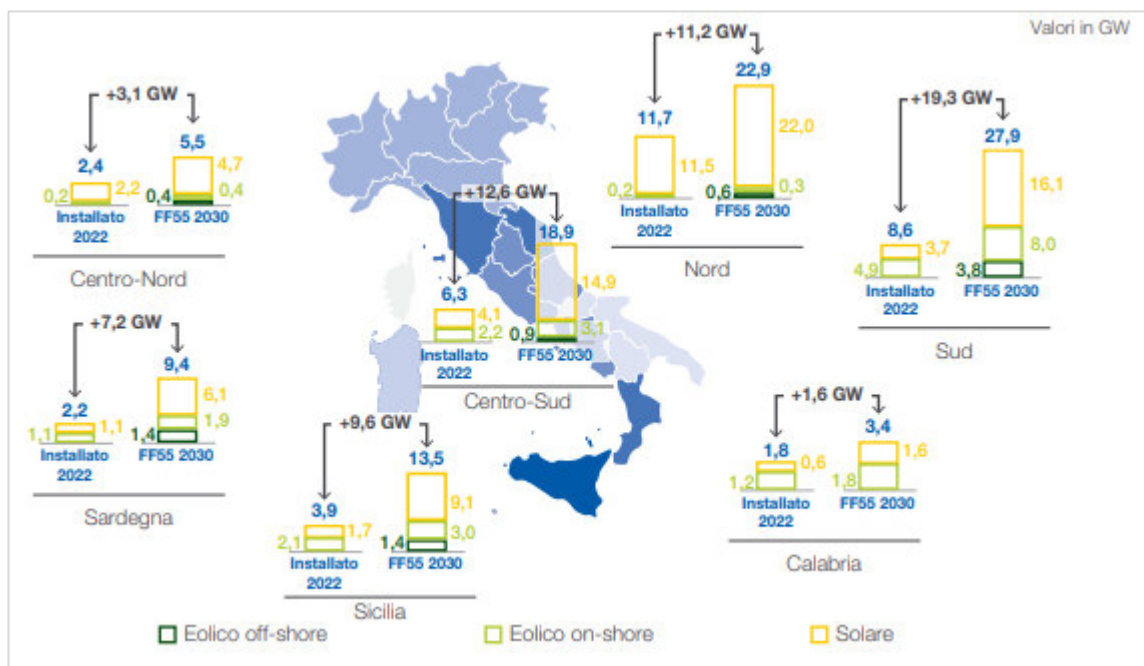 Valori in GW
+3,1 GW
2,4
5,5
0,2
2,2
0,4
4,7
0,4
Installato
2022
FF55 2030
Centro-Nord
+11,2 GW
11,7
22,9
0,2
11,5
0,6
22,0
0,3
Installato
2022
FF55 2030
Nord
+19,3 GW
8,6
27,9
4,9
3,7
3,8
16,1
8,0
Installato
2022
FF55 2030
Sud
+12,6 GW
6,3
18,9
4,1
2,2
0,9
14,9
3,1
Installato
2022
FF55 2030
Centro-Sud
+7,2 GW
2,2
9,4
1,1
1,1
1,4
6,1
1,9
Installato
2022
FF55 2030
Sardegna
+9,6 GW
3,9
13,5
2,1
1,7
1,4
9,1
3,0
Installato
2022
FF55 2030
Sicilia
+1,6 GW
1,8
3,4
1,2
0,6
1,8
1,6
Installato
2022
FF55 2030
Calabria
Eolico off-shore
Eolico on-shore
Solare